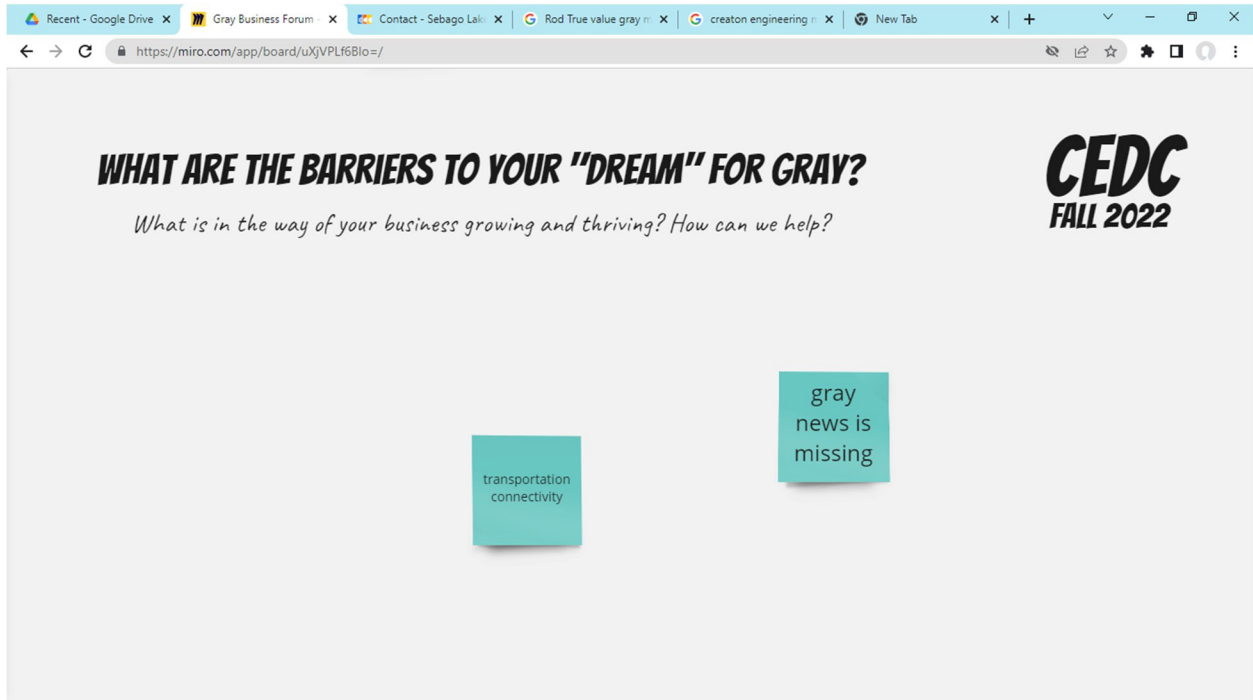 Recent - Google Drive
Gray Business Forum -
Contact - Sebago Lak
Rod True value gray m
creaton engineering
New Tab
https://miro.com/app/board/uXjVPLf6Blo=/
WHAT ARE THE BARRIERS TO YOUR "DREAM" FOR GRAY?
What is in the way of your business growing and thriving? How can we help?
CEDC
FALL 2022
gray
news is
missing
transportation
connectivity